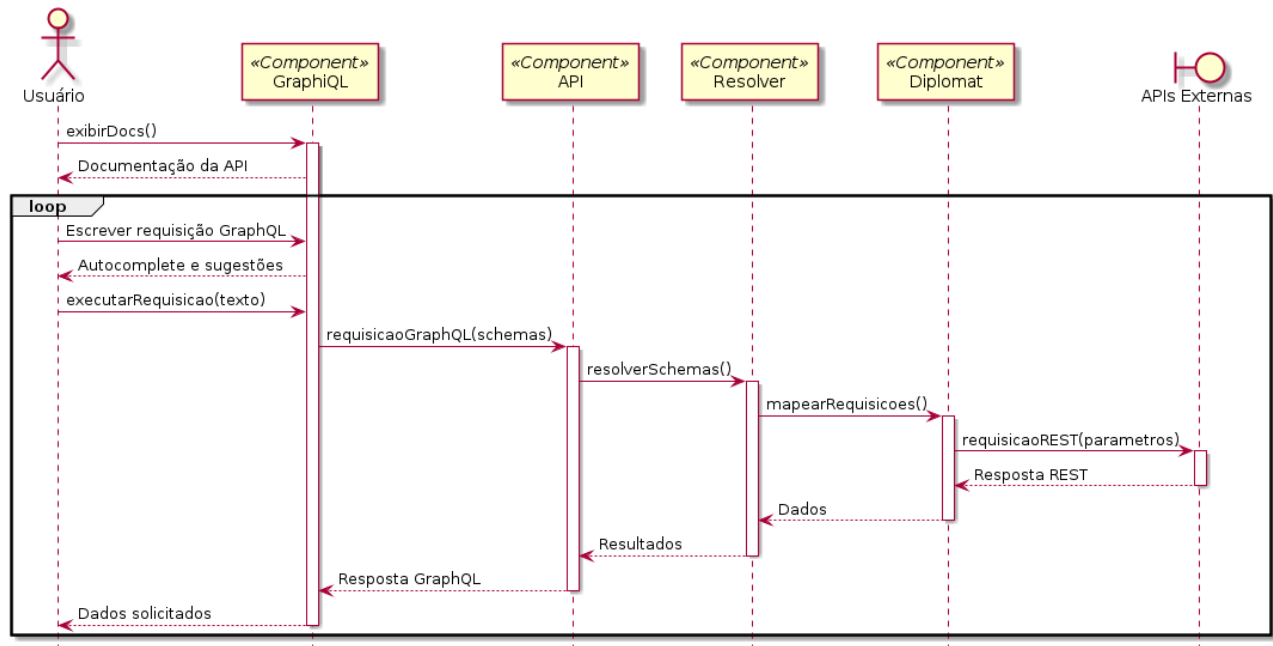 «Component»
«Component»
«Component»
«Component»
GraphiQL
API
Resolver
Diplomat
Usuário
APIs Externas
exibirDocs()
Documentação da API
loop
Escrever requisição GraphQL
Autocomplete e sugestões
executarRequisicao(texto)
requisicaoGraphQL(schemas)
resolverSchemas()
mapearRequisicoes()
requisicaoREST(parametros)
Resposta REST
Dados
Resultados
Resposta GraphQL
Dados solicitados